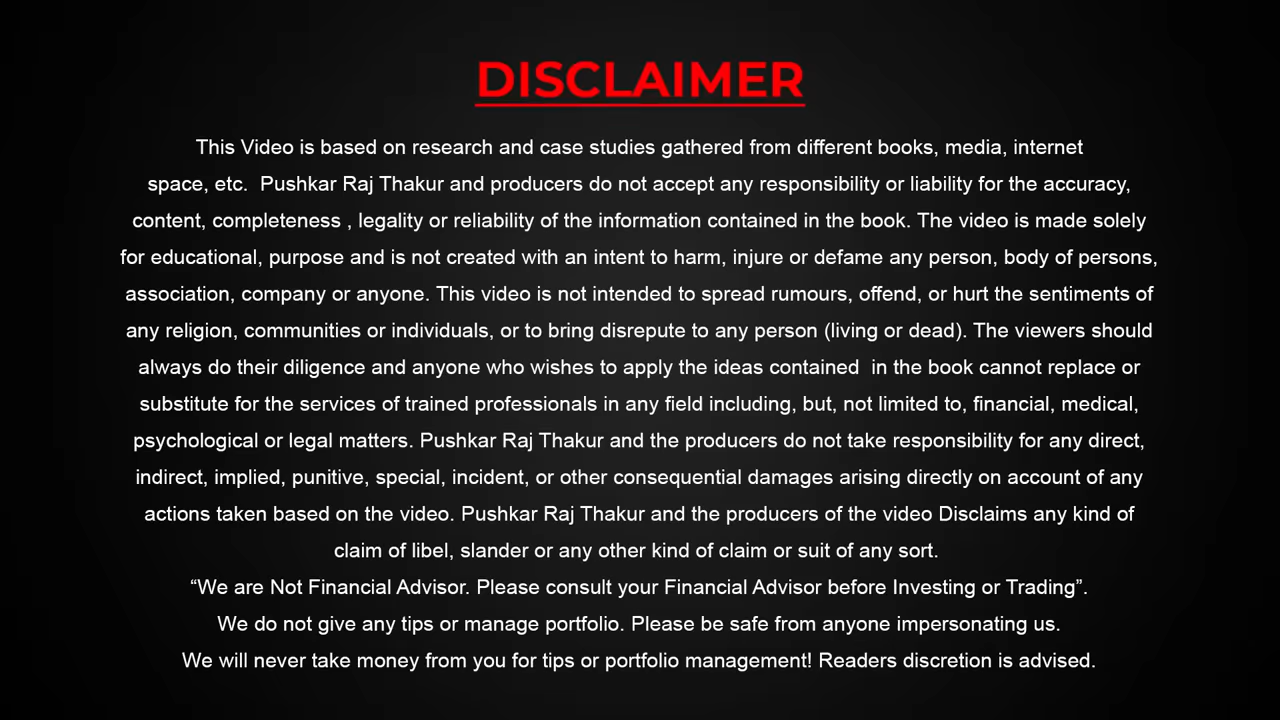 DISCLAIMER
This Video is based on research and case studies gathered from different books, media, internet
space, etc.  Pushkar Raj Thakur and producers do not accept any responsibility or liability for the accuracy,
content, completeness , legality or reliability of the information contained in the book. The video is made solely
for educational, purpose and is not created with an intent to harm, injure or defame any person, body of persons,
association, company or anyone. This video is not intended to spread rumours, offend, or hurt the sentiments of
any religion, communities or individuals, or to bring disrepute to any person (living or dead). The viewers should
always do their diligence and anyone who wishes to apply the ideas contained  in the book cannot replace or
substitute for the services of trained professionals in any field including, but, not limited to, financial, medical,
psychological or legal matters. Pushkar Raj Thakur and the producers do not take responsibility for any direct,
indirect, implied, punitive, special, incident, or other consequential damages arising directly on account of any
actions taken based on the video. Pushkar Raj Thakur and the producers of the video Disclaims any kind of
claim of libel, slander or any other kind of claim or suit of any sort.
“We are Not Financial Advisor. Please consult your Financial Advisor before Investing or Trading”.
We do not give any tips or manage portfolio. Please be safe from anyone impersonating us.
We will never take money from you for tips or portfolio management! Readers discretion is advised.